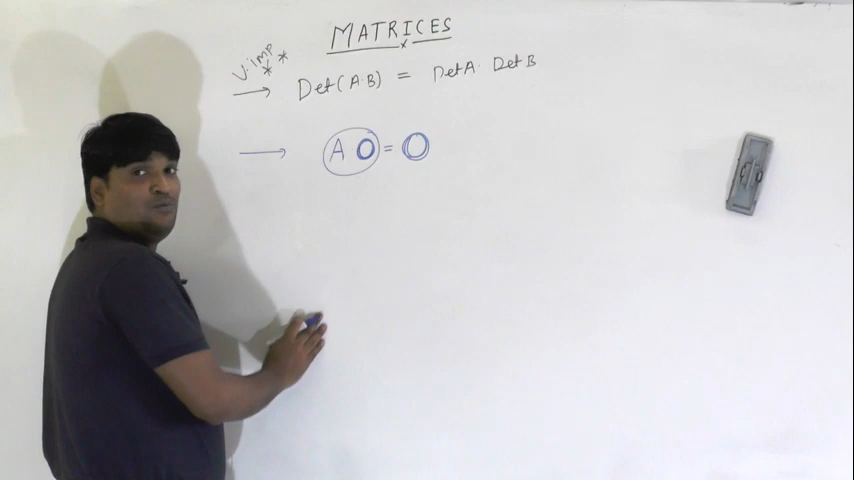 MATRICES
V. imp
* *
→ Det(A·B) = DetA· DetB
→ A O = O